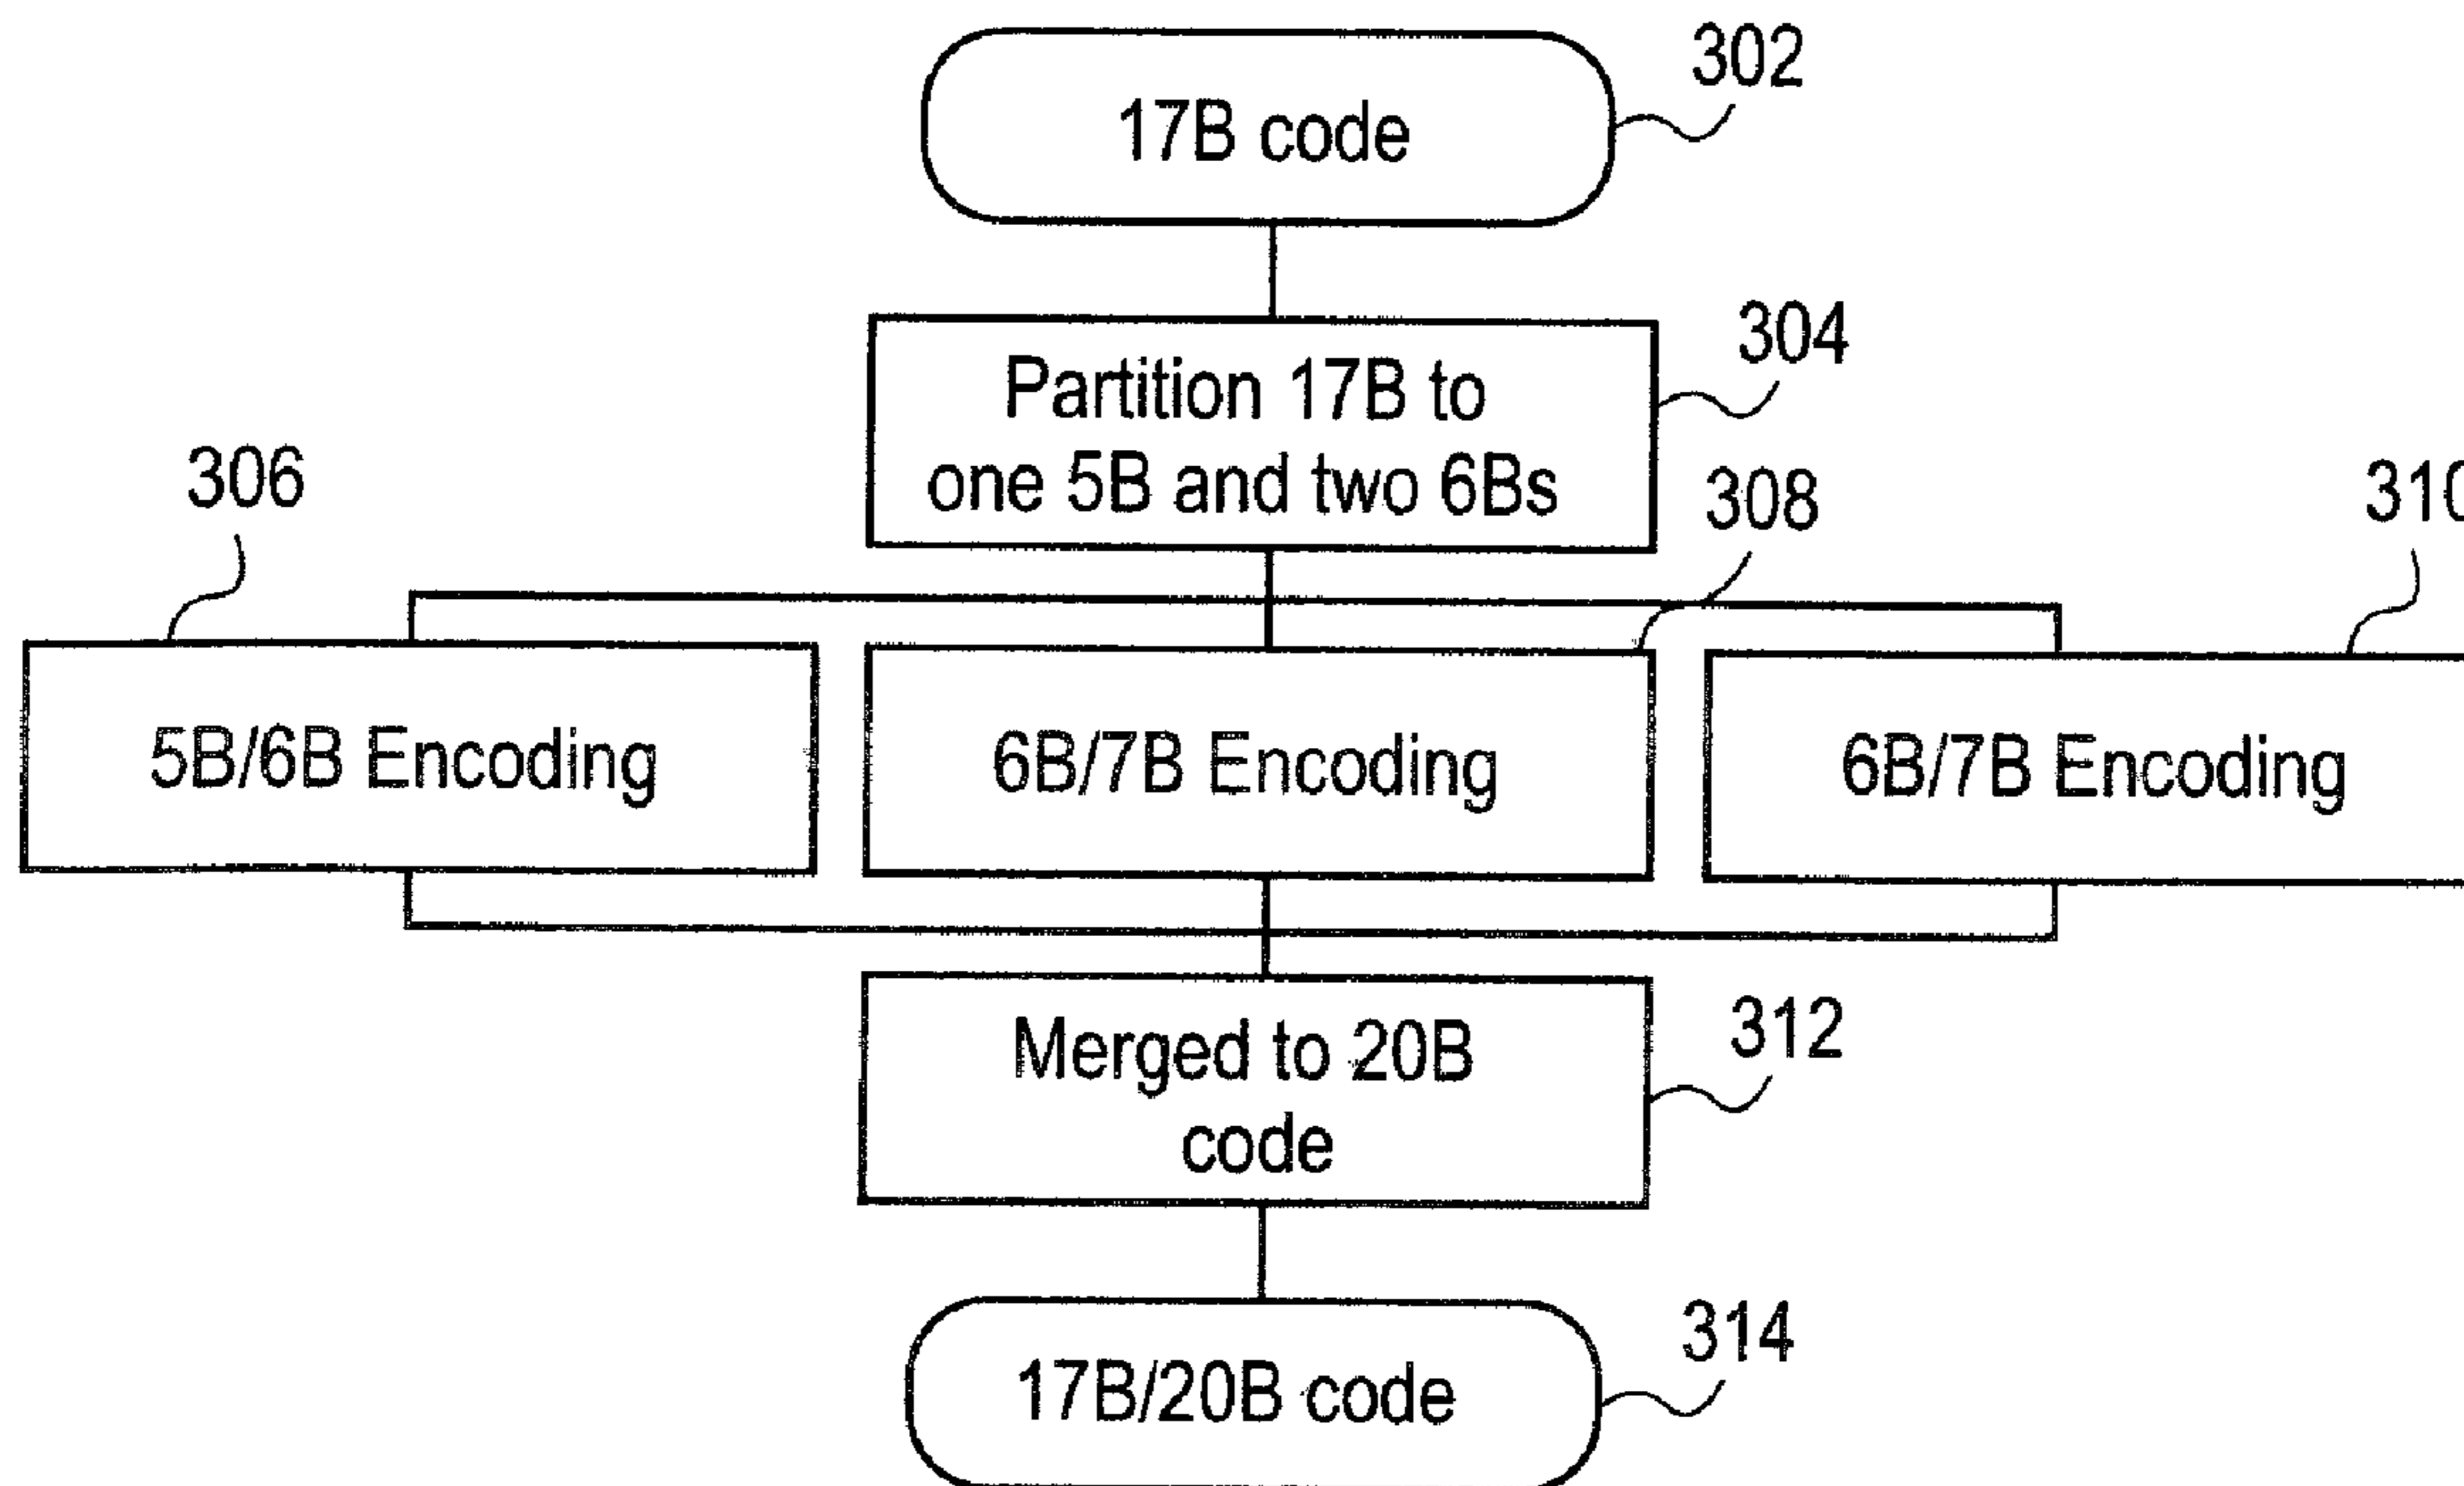 302
17B code
304
Partition 17B to
one 5B and two 6Bs
306
308
310
5B/6B Encoding
6B/7B Encoding
6B/7B Encoding
312
Merged to 20B
code
314
17B/20B code